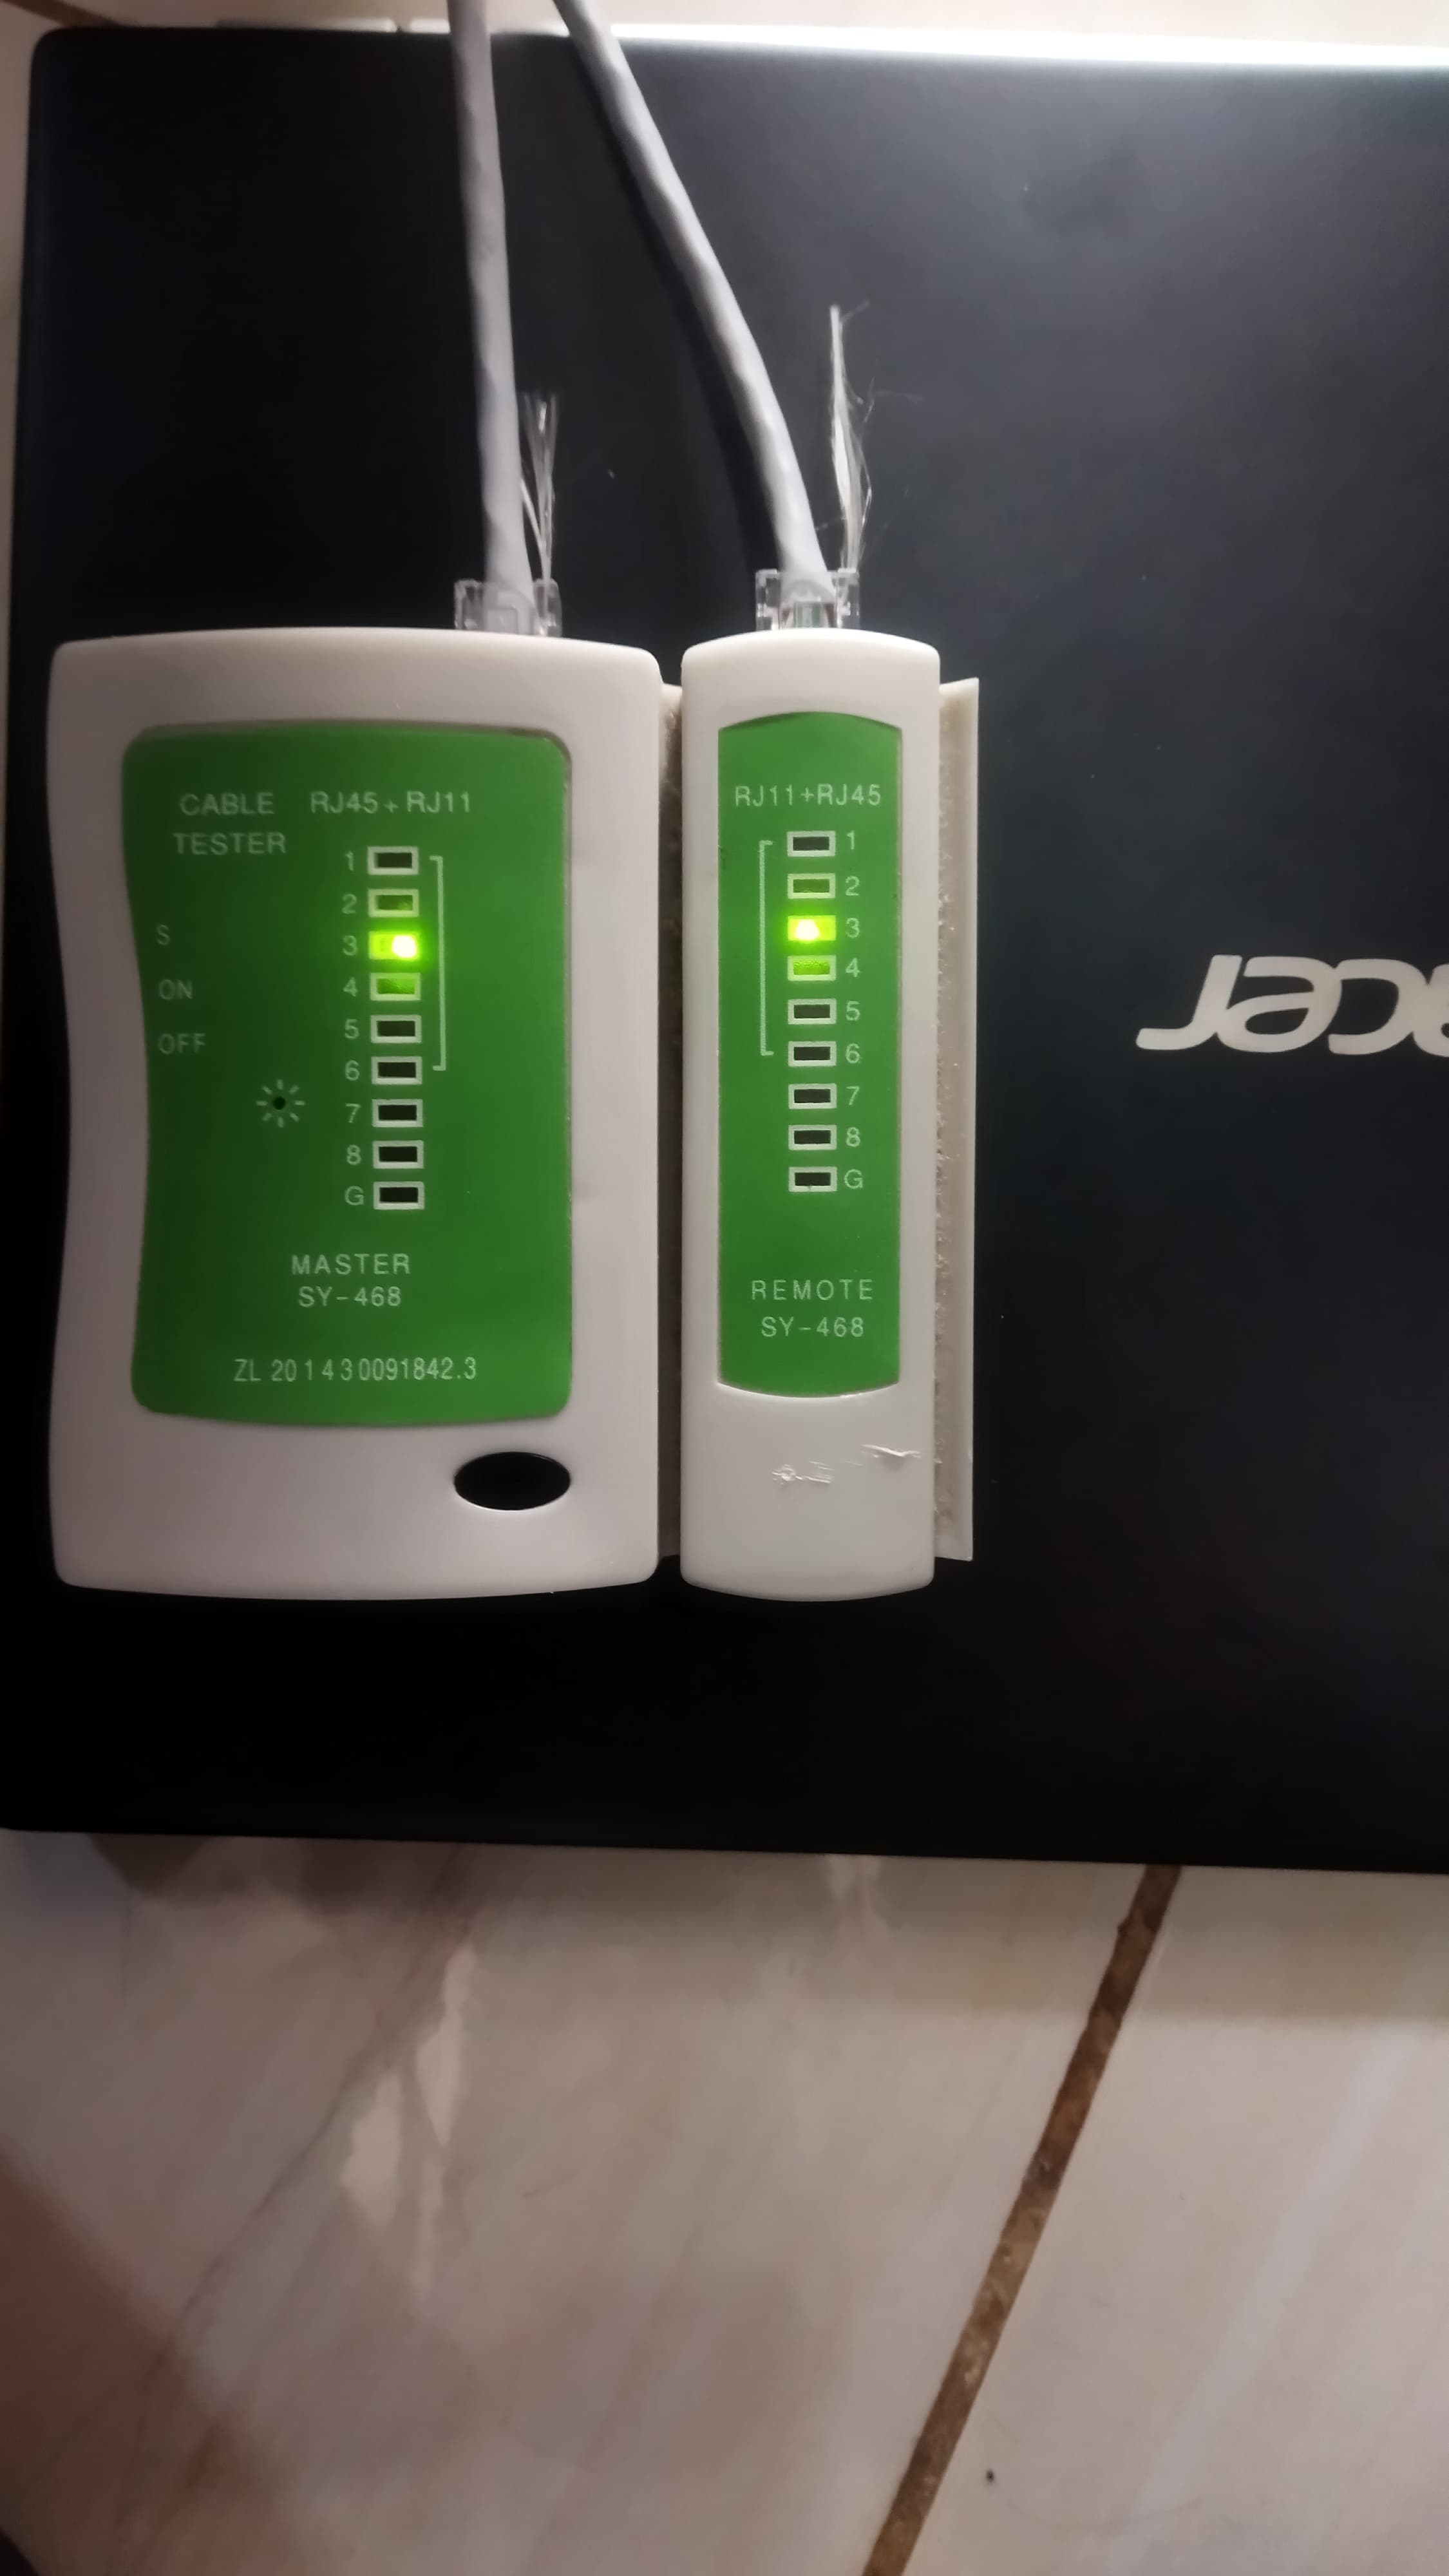 CABLE RJ45+RJ11
TESTER
1
2
S
3
ON
4
OFF
5
6
7
8
G
MASTER
SY-468
ZL 201430091842.3
RJ11+RJ45
1
2
3
4
5
6
7
8
G
REMOTE
SY-468
acer